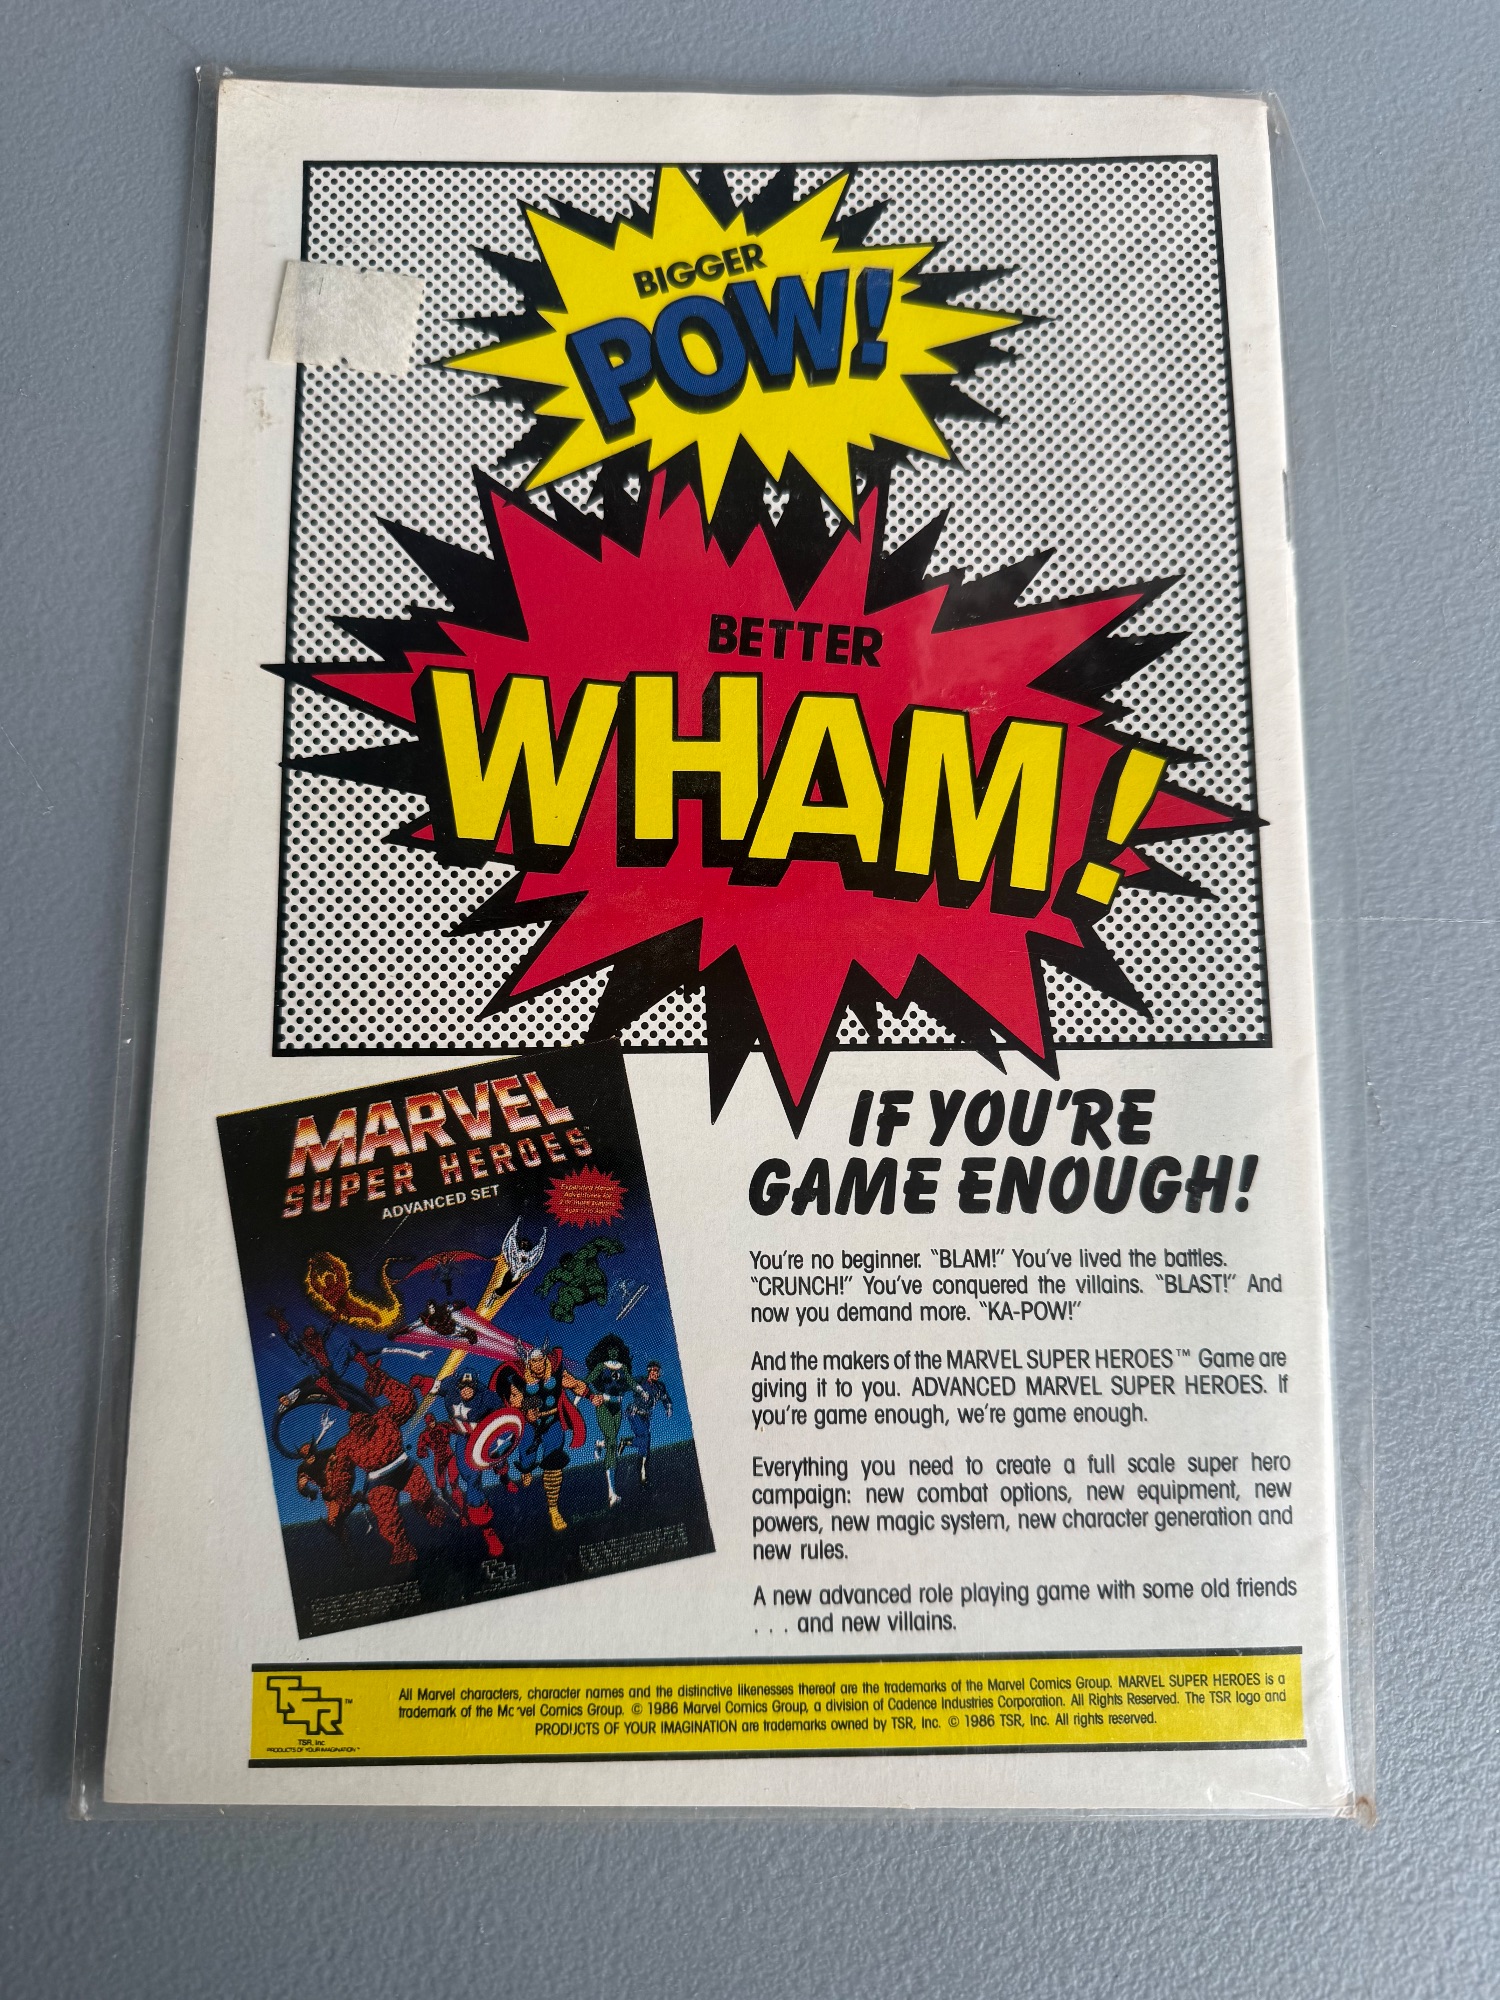 BIGGER
POW!
BETTER
WHAM!
MARVEL
SUPER HEROES
ADVANCED SET
IF YOU'RE
GAME ENOUGH!
You're no beginner. "BLAM!" You've lived the battles.
"CRUNCH!" You've conquered the villains. "BLAST!" And
now you demand more. "KA-POW!"
And the makers of the MARVEL SUPER HEROES™ Game are
giving it to you. ADVANCED MARVEL SUPER HEROES. If
you're game enough, we're game enough.
Everything you need to create a full scale super hero
campaign: new combat options, new equipment, new
powers, new magic system, new character generation and
new rules.
A new advanced role playing game with some old friends
. . . and new villains.
TSR™
TSR, Inc
PRODUCTS OF YOUR IMAGINATION™
All Marvel characters, character names and the distinctive likenesses thereof are the trademarks of the Marvel Comics Group. MARVEL SUPER HEROES is a
trademark of the Marvel Comics Group. © 1986 Marvel Comics Group, a division of Cadence Industries Corporation. All Rights Reserved. The TSR logo and
PRODUCTS OF YOUR IMAGINATION are trademarks owned by TSR, Inc. © 1986 TSR, Inc. All rights reserved.